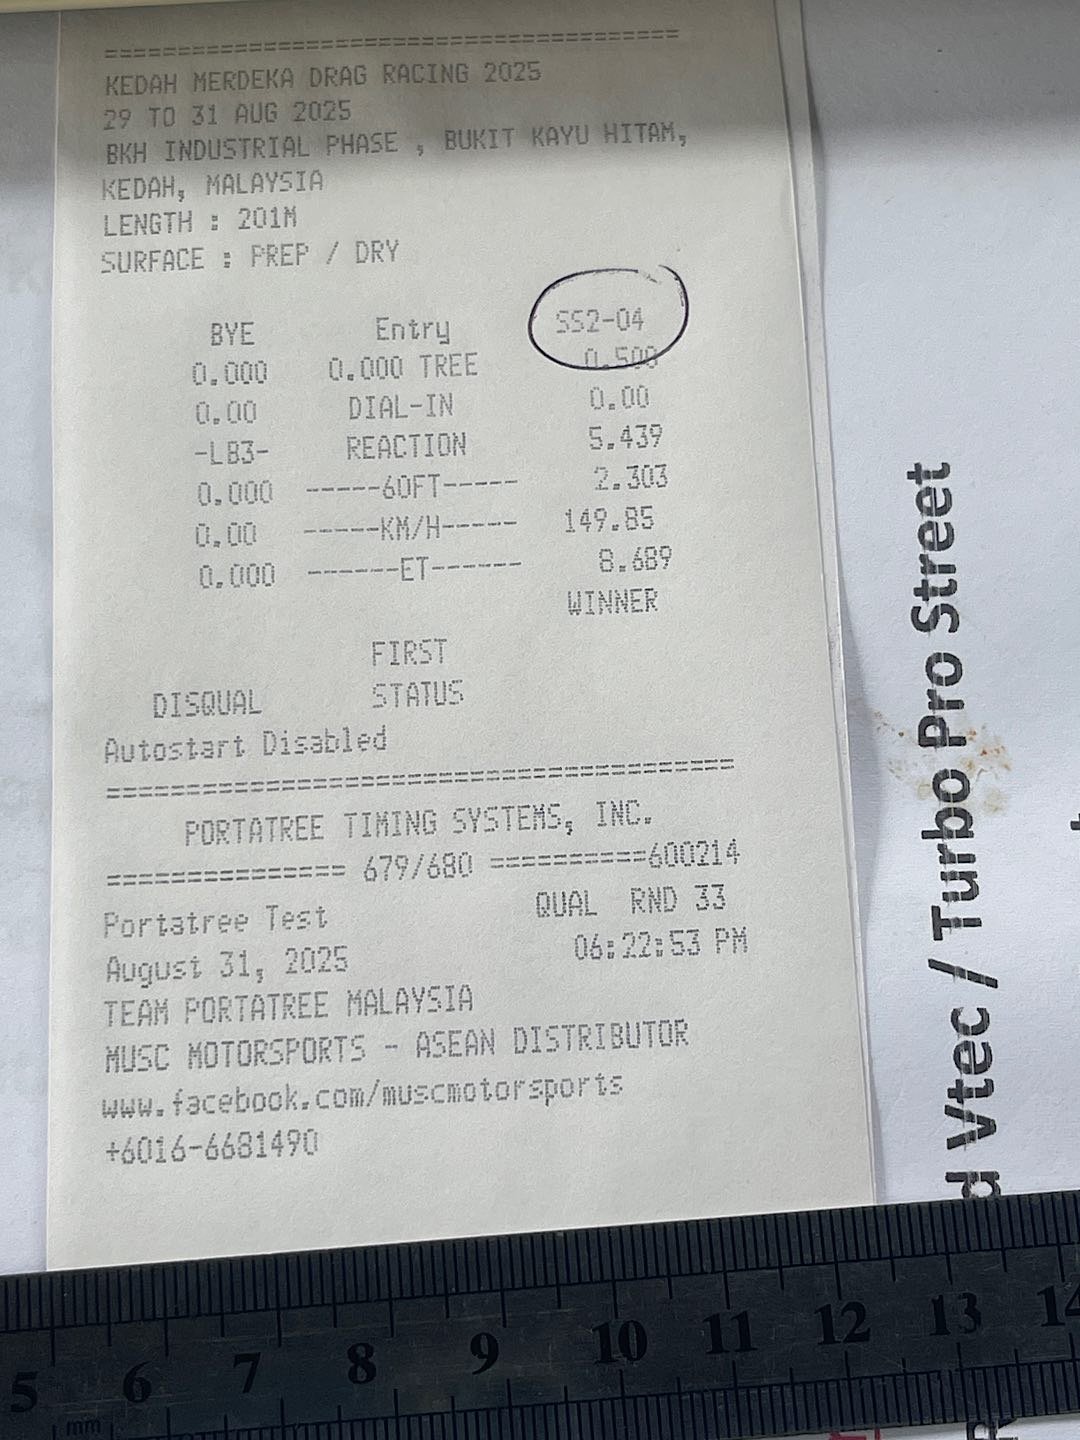 ========================================
KEDAH MERDEKA DRAG RACING 2025
29 TO 31 AUG 2025
BKH INDUSTRIAL PHASE , BUKIT KAYU HITAM,
KEDAH, MALAYSIA
LENGTH : 201M
SURFACE : PREP / DRY
BYE Entry SS2-04
0.000 0.000 TREE 0.500
0.00 DIAL-IN 0.00
-LB3- REACTION 5.439
0.000 -----60FT----- 2.303
0.00 -----KM/H----- 149.85
0.000 ------ET------ 8.689
WINNER
FIRST
DISQUAL STATUS
Autostart Disabled
========================================
PORTATREE TIMING SYSTEMS, INC.
=============== 679/680 ==========600214
Portatree Test QUAL RND 33
August 31, 2025 06:22:53 PM
TEAM PORTATREE MALAYSIA
MUSC MOTORSPORTS - ASEAN DISTRIBUTOR
www.facebook.com/muscmotorsports
+6016-6681490
Vtec / Turbo Pro Street
5 6 7 8 9 10 11 12 13 14
mm